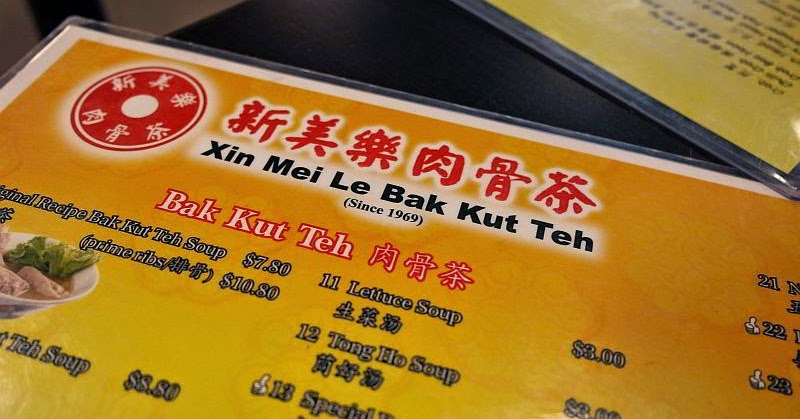 新美樂
肉骨茶
新美樂肉骨茶
Xin Mei Le Bak Kut Teh
(Since 1969)
Bak Kut Teh 肉骨茶
Recipe Bak Kut Teh Soup $7.80
茶
(prime ribs/排骨) $10.80
Teh Soup $8.80
11 Lettuce Soup
生菜汤
$3.00
12 Tong Ho Soup
茼好汤
13 Special
21
22
23